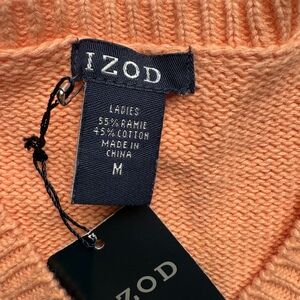 IZOD
LADIES
55% RAMIE
45% COTTON
MADE IN
CHINA
M
IZOD